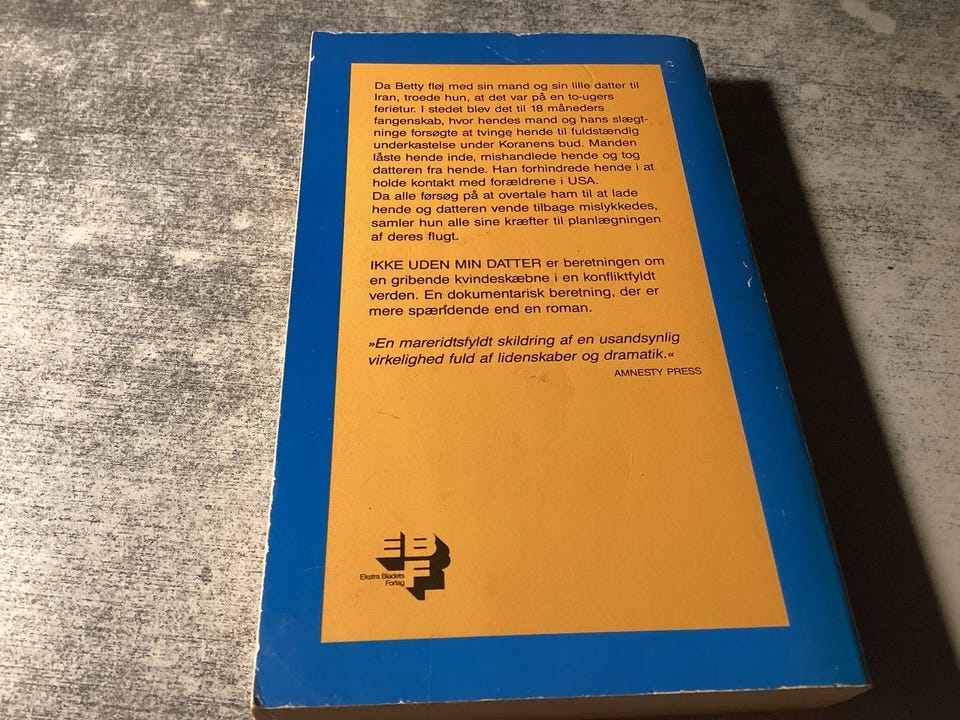 Da Betty fløj med sin mand og sin lille datter til
Iran, troede hun, at det var på en to-ugers
ferietur. I stedet blev det til 18 måneders
fangenskab, hvor hendes mand og hans slægt-
ninge forsøgte at tvinge hende til fuldstændig
underkastelse under Koranens bud. Manden
låste hende inde, mishandlede hende og tog
datteren fra hende. Han forhindrede hende i at
holde kontakt med forældrene i USA.
Da alle førsøg på at overtale ham til at lade
hende og datteren vende tilbage mislykkedes,
samler hun alle sine kræfter til planlægningen
af deres flugt.
IKKE UDEN MIN DATTER er beretningen om
en gribende kvindeskæbne i en konfliktfyldt
verden. En dokumentarisk beretning, der er
mere spændende end en roman.
»En mareridtsfyldt skildring af en usandsynlig
virkelighed fuld af lidenskaber og dramatik.«
AMNESTY PRESS
EBF
Ekstra Bladets
Forlag